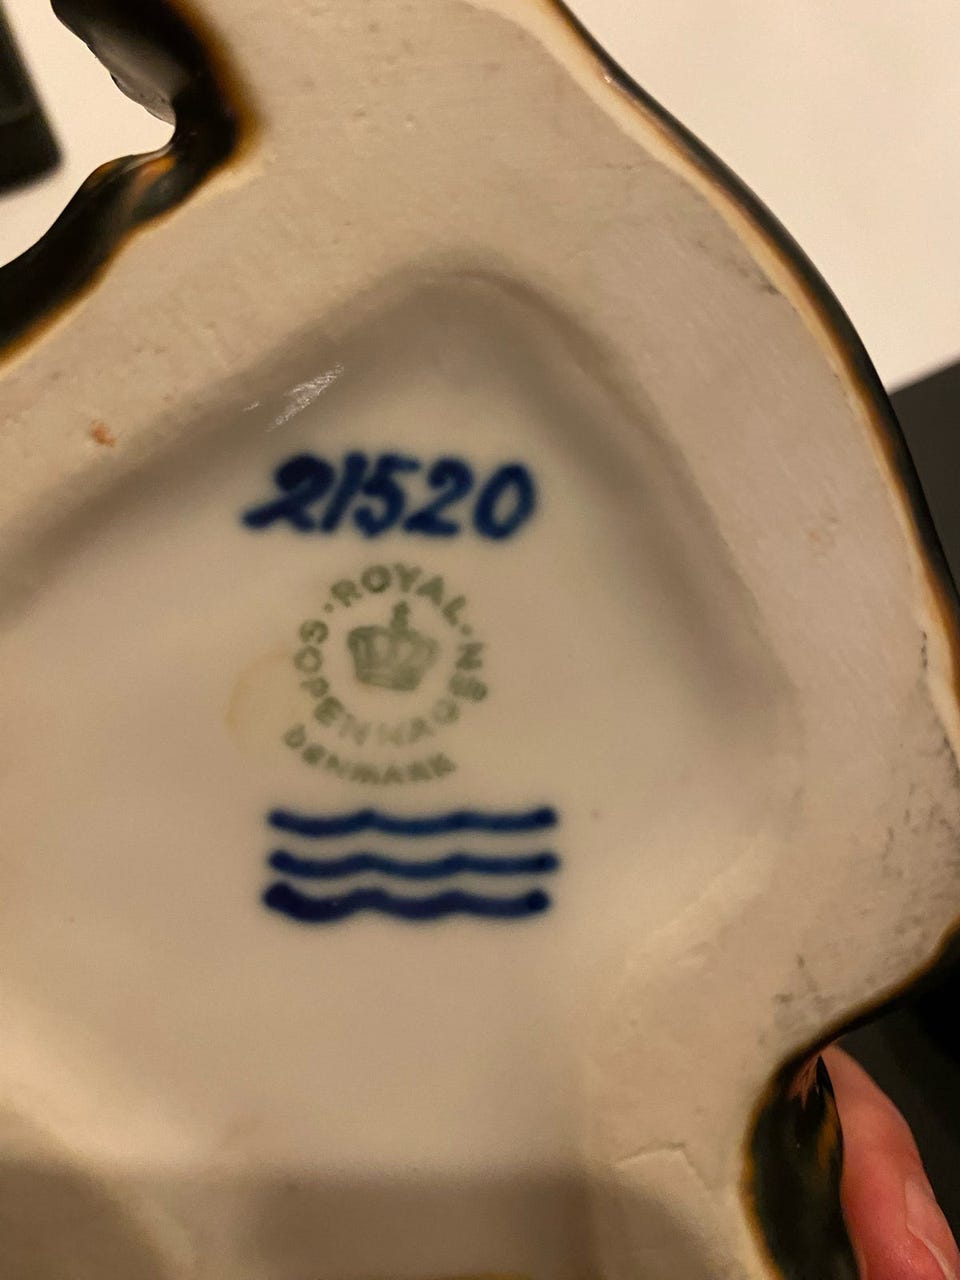 21520
ROYAL
COPENHAGEN
DENMARK